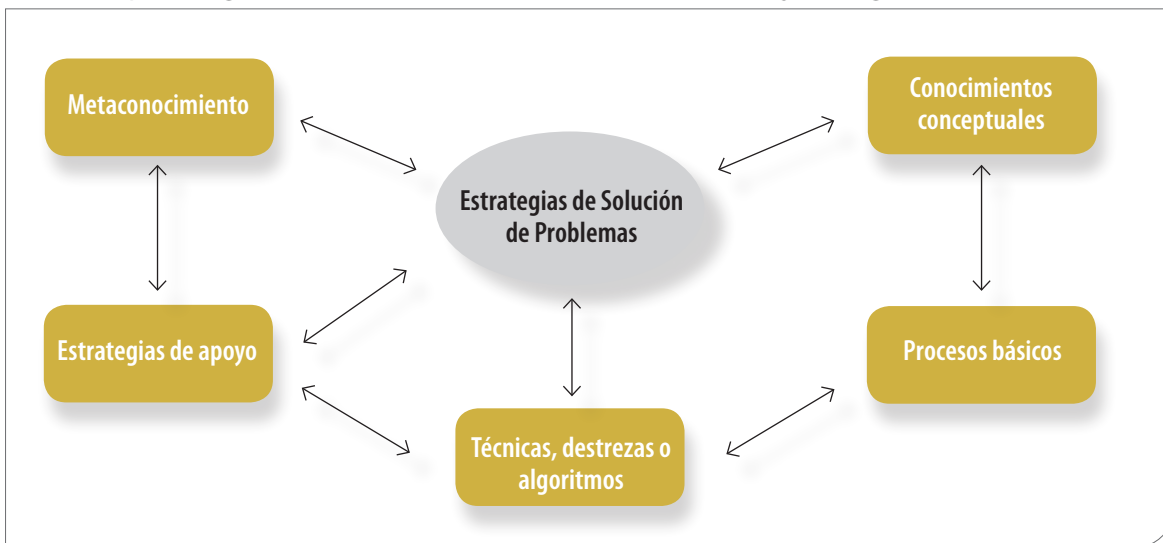 Metaconocimiento
Conocimientos
conceptuales
Estrategias de Solución
de Problemas
Estrategias de apoyo
Procesos básicos
Técnicas, destrezas o
algoritmos